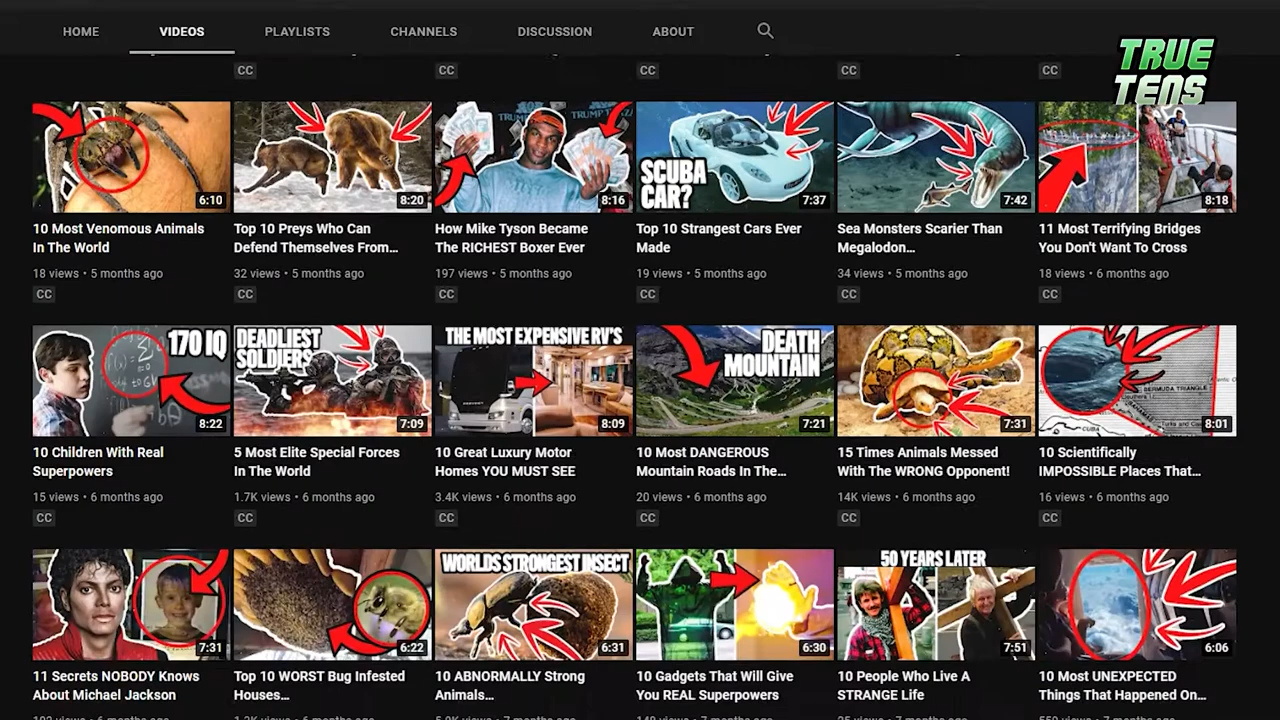 HOME VIDEOS PLAYLISTS CHANNELS DISCUSSION ABOUT
TRUE
TENS
CC CC CC CC CC
6:10 8:20 8:16 SCUBA CAR? 7:37 7:42 8:18
10 Most Venomous Animals In The World
18 views • 5 months ago
CC
Top 10 Preys Who Can Defend Themselves From...
32 views • 5 months ago
CC
TRUMP
How Mike Tyson Became The RICHEST Boxer Ever
197 views • 5 months ago
CC
Top 10 Strangest Cars Ever Made
19 views • 5 months ago
CC
Sea Monsters Scarier Than Megalodon...
34 views • 5 months ago
CC
11 Most Terrifying Bridges You Don't Want To Cross
18 views • 6 months ago
CC
170 IQ
8:22
10 Children With Real Superpowers
15 views • 6 months ago
CC
DEADLIEST SOLDIERS
7:09
5 Most Elite Special Forces In The World
1.7K views • 6 months ago
CC
THE MOST EXPENSIVE RV'S
8:09
10 Great Luxury Motor Homes YOU MUST SEE
3.4K views • 6 months ago
CC
DEATH MOUNTAIN
7:21
10 Most DANGEROUS Mountain Roads In The...
20 views • 6 months ago
CC
7:31
15 Times Animals Messed With The WRONG Opponent!
14K views • 6 months ago
CC
BERMUDA TRIANGLE
CUBA
8:01
10 Scientifically IMPOSSIBLE Places That...
16 views • 6 months ago
CC
7:31
11 Secrets NOBODY Knows About Michael Jackson
6:22
Top 10 WORST Bug Infested Houses...
WORLDS STRONGEST INSECT
6:31
10 ABNORMALLY Strong Animals...
6:30
10 Gadgets That Will Give You REAL Superpowers
50 YEARS LATER
7:51
10 People Who Live A STRANGE Life
6:06
10 Most UNEXPECTED Things That Happened On...